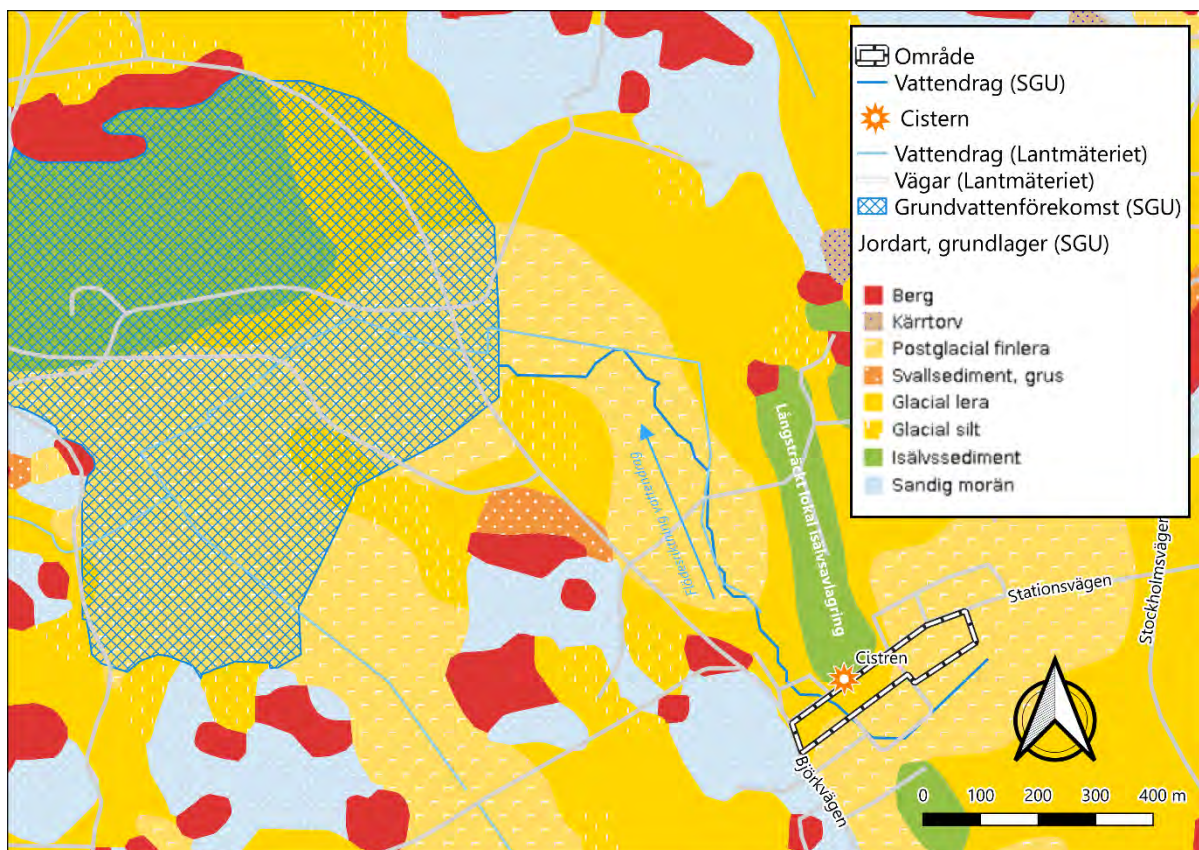 Område
Vattendrag (SGU)
Cistern
Vattendrag (Lantmäteriet)
Vägar (Lantmäteriet)
Grundvattenförekomst (SGU)
Jordart, grundlager (SGU)
Berg
Kärrtorv
Postglacial finlera
Svallsediment, grus
Glacial lera
Glacial silt
Isälvssediment
Sandig morän
Långsträckt lokal isälvsavlagring
Flödesriktning vattendrag
Stationsvägen
Stockholmsvägen
Cistren
Björkvägen
0 100 200 300 400 m